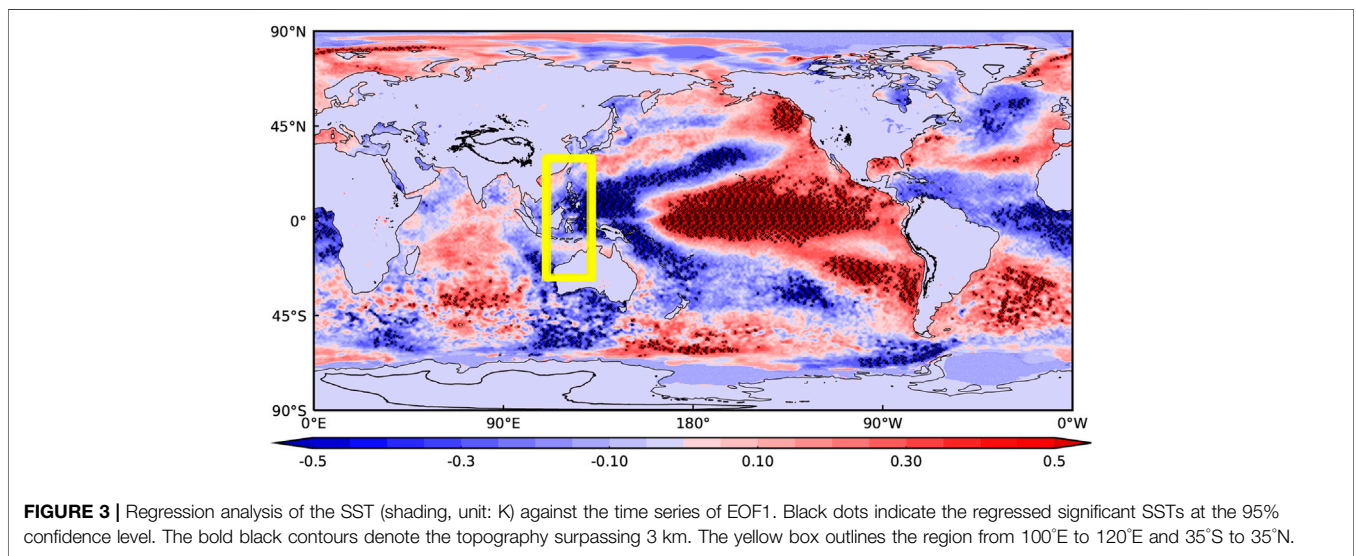 90°N
45°N
0°
45°S
90°S
0°E 90°E 180° 90°W 0°W
-0.5 -0.3 -0.10 0.10 0.30 0.5
FIGURE 3 | Regression analysis of the SST (shading, unit: K) against the time series of EOF1. Black dots indicate the regressed significant SSTs at the 95%
confidence level. The bold black contours denote the topography surpassing 3 km. The yellow box outlines the region from 100°E to 120°E and 35°S to 35°N.